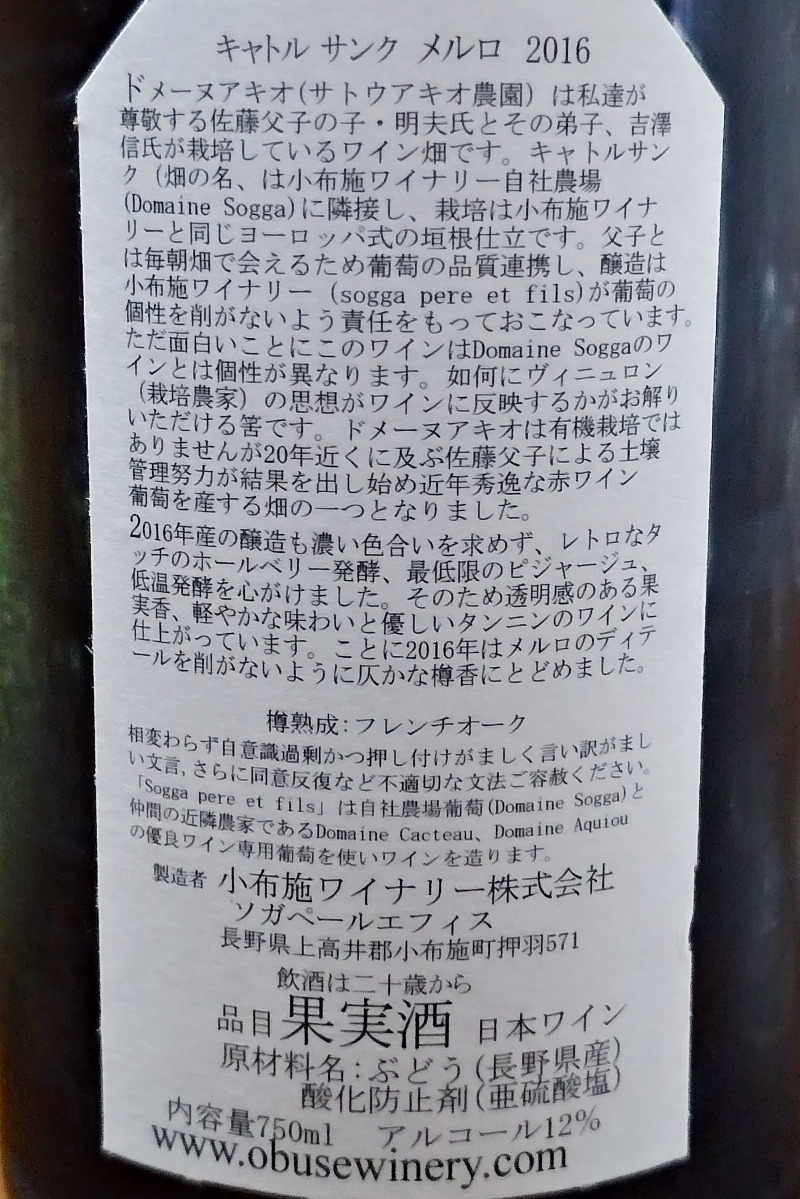 キャトル サンク メルロ 2016
ドメーヌアキオ(サトウアキオ農園) は私達が
尊敬する佐藤父子の子・明夫氏とその弟子、吉澤
信氏が栽培しているワイン畑です。キャトルサン
ク (畑の名、は小布施ワイナリー自社農場
(Domaine Sogga)に隣接し、栽培は小布施ワイナ
リーと同じヨーロッパ式の垣根仕立です。父子と
は毎朝畑で会えるため葡萄の品質連携し、醸造は
小布施ワイナリー (sogga pere et fils)が葡萄の
個性を削がないよう責任をもっておこなっています。
ただ面白いことにこのワインはDomaine Soggaのワ
インとは個性が異なります。如何にヴィニュロン
(栽培農家) の思想がワインに反映するかがお解り
いただける筈です。ドメーヌアキオは有機栽培では
ありませんが20年近くに及ぶ佐藤父子による土壌
管理努力が結果を出し始め近年秀逸な赤ワイン
葡萄を産する畑の一つとなりました。
2016年産の醸造も濃い色合いを求めず、レトロなタ
ッチのホールベリー発酵、最低限のピジャージュ、
低温発酵を心がけました。そのため透明感のある果
実香、軽やかな味わいと優しいタンニンのワインに
仕上がっています。ことに2016年はメルロのディテ
ールを削がないように仄かな樽香にとどめました。
樽熟成:フレンチオーク
相変わらず自意識過剰かつ押し付けがましく言い訳がまし
い文言,さらに同意反復など不適切な文法ご容赦ください。
「Sogga pere et fils」は自社農場葡萄(Domaine Sogga)と
仲間の近隣農家であるDomaine Cacteau、Domaine Aquiou
の優良ワイン専用葡萄を使いワインを造ります。
製造者 小布施ワイナリー株式会社
ソガペールエフィス
長野県上高井郡小布施町押羽571
飲酒は二十歳から
品目果実酒 日本ワイン
原材料名:ぶどう(長野県産)
酸化防止剤(亜硫酸塩)
内容量750ml アルコール12%
www.obusewinery.com